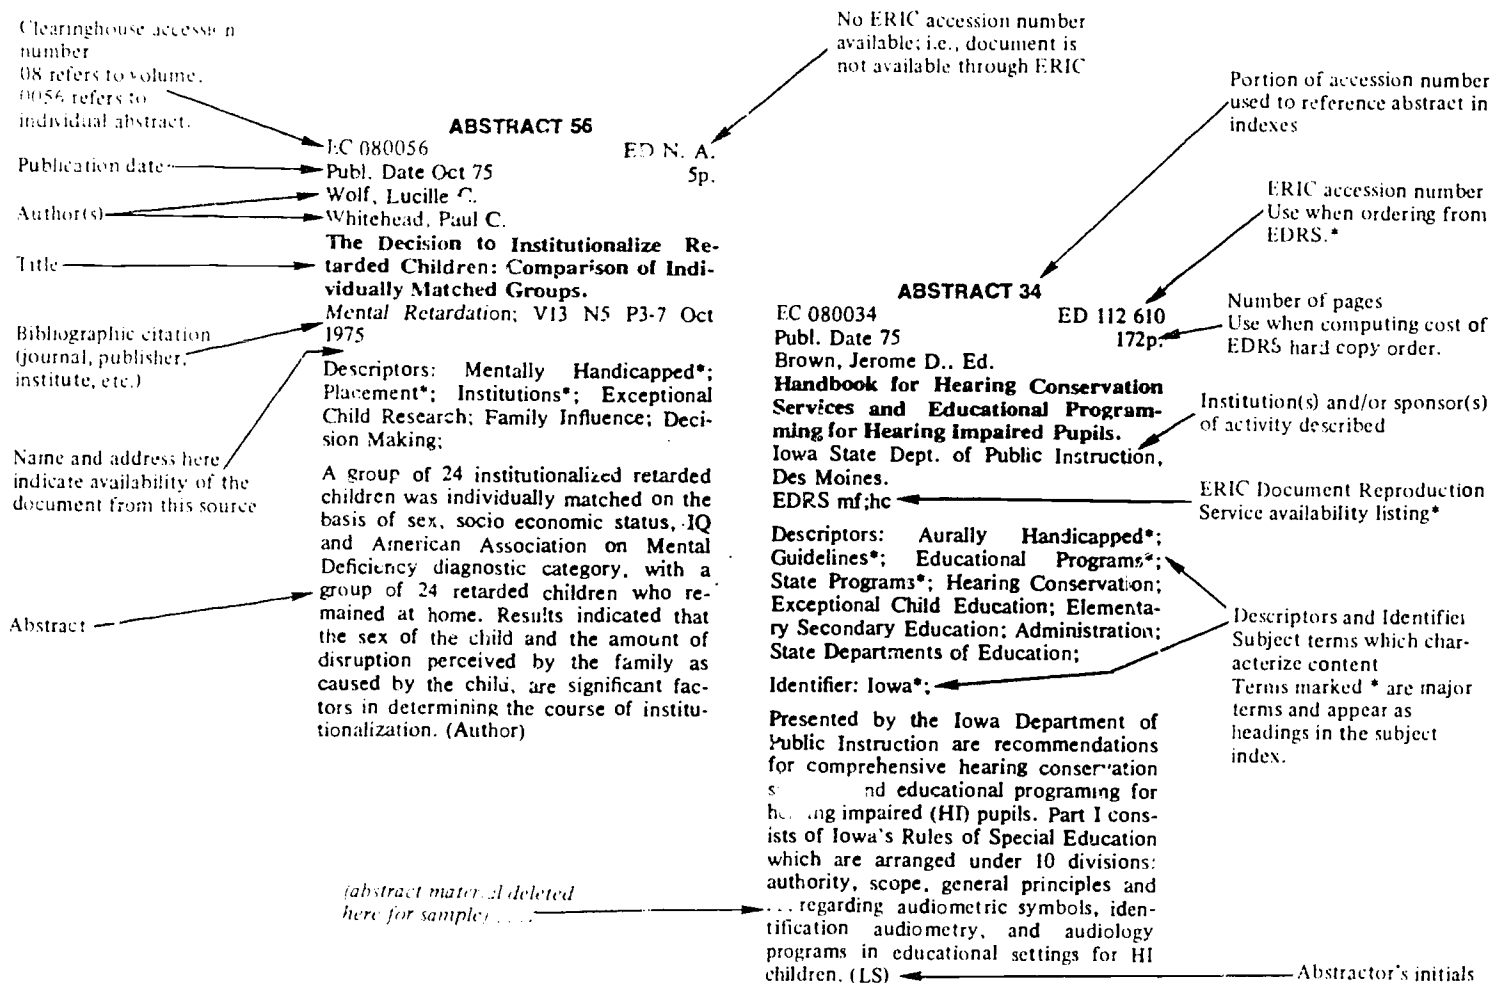 Clearinghouse accession
number
08 refers to volume,
0056 refers to
individual abstract.
Publication date
Author(s)
Title
Bibliographic citation
(journal, publisher,
institute, etc.)
Name and address here
indicate availability of the
document from this source
Abstract
No ERIC accession number
available; i.e., document is
not available through ERIC
ABSTRACT 56
EC 080056 ED N. A.
Publ. Date Oct 75 5p.
Wolf, Lucille C.
Whitehead, Paul C.
The Decision to Institutionalize Re-
tarded Children: Comparison of Indi-
vidually Matched Groups.
Mental Retardation; V13 N5 P3-7 Oct
1975
Descriptors: Mentally Handicapped*;
Placement*; Institutions*; Exceptional
Child Research; Family Influence; Deci-
sion Making;
A group of 24 institutionalized retarded
children was individually matched on the
basis of sex, socio economic status, IQ
and American Association on Mental
Deficiency diagnostic category, with a
group of 24 retarded children who re-
mained at home. Results indicated that
the sex of the child and the amount of
disruption perceived by the family as
caused by the child, are significant fac-
tors in determining the course of institu-
tionalization. (Author)
(abstract material deleted
here for sample) . . . .
Portion of accession number
used to reference abstract in
indexes
ABSTRACT 34
EC 080034 ED 112 610
Publ. Date 75 172p.
Brown, Jerome D.. Ed.
Handbook for Hearing Conservation
Services and Educational Program-
ming for Hearing Impaired Pupils.
Iowa State Dept. of Public Instruction,
Des Moines.
EDRS mf;hc
Descriptors: Aurally Handicapped*;
Guidelines*; Educational Programs*;
State Programs*; Hearing Conservation;
Exceptional Child Education; Elementa-
ry Secondary Education; Administration;
State Departments of Education;
Identifier: Iowa*;
Presented by the Iowa Department of
Public Instruction are recommendations
for comprehensive hearing conservation
nd educational programing for
impaired (HI) pupils. Part I cons-
ists of Iowa's Rules of Special Education
which are arranged under 10 divisions:
authority, scope, general principles and
. . . regarding audiometric symbols, iden-
tification audiometry, and audiology
programs in educational settings for HI
children. (LS)
ERIC accession number
Use when ordering from
EDRS.*
Number of pages
Use when computing cost of
EDRS hard copy order.
Institution(s) and/or sponsor(s)
of activity described
ERIC Document Reproduction
Service availability listing*
Descriptors and Identifier
Subject terms which char-
acterize content
Terms marked * are major
terms and appear as
headings in the subject
index.
Abstractor's initials